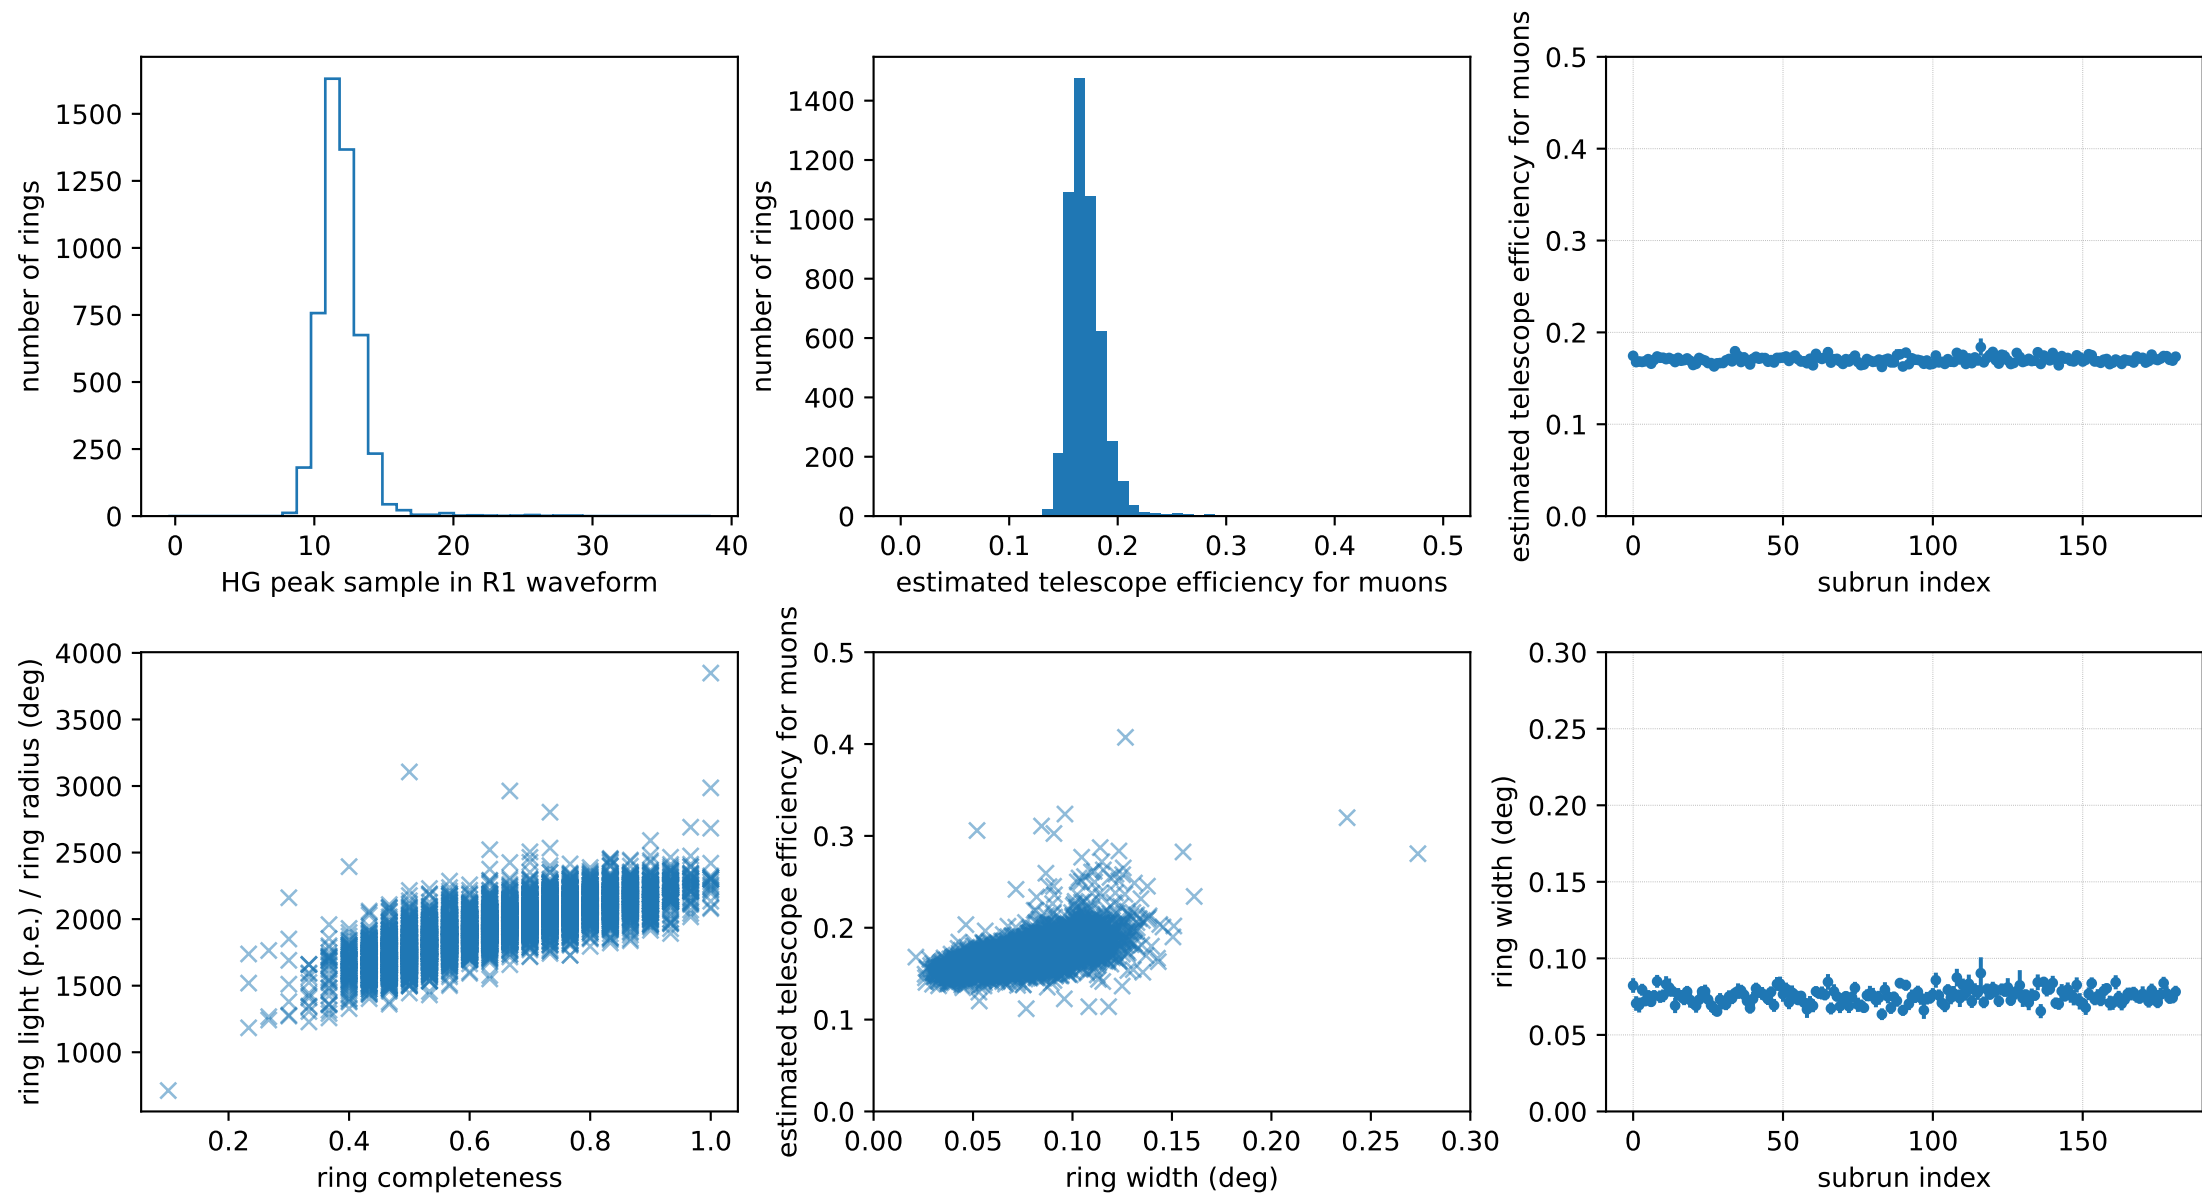 number of rings
1500
1250
1000
750
500
250
0
0 10 20 30 40
HG peak sample in R1 waveform
number of rings
1400
1200
1000
800
600
400
200
0
0.0 0.1 0.2 0.3 0.4 0.5
estimated telescope efficiency for muons
estimated telescope efficiency for muons
0.5
0.4
0.3
0.2
0.1
0.0
0 50 100 150
subrun index
ring light (p.e.) / ring radius (deg)
4000
3500
3000
2500
2000
1500
1000
0.2 0.4 0.6 0.8 1.0
ring completeness
estimated telescope efficiency for muons
0.5
0.4
0.3
0.2
0.1
0.0
0.00 0.05 0.10 0.15 0.20 0.25 0.30
ring width (deg)
ring width (deg)
0.30
0.25
0.20
0.15
0.10
0.05
0.00
0 50 100 150
subrun index